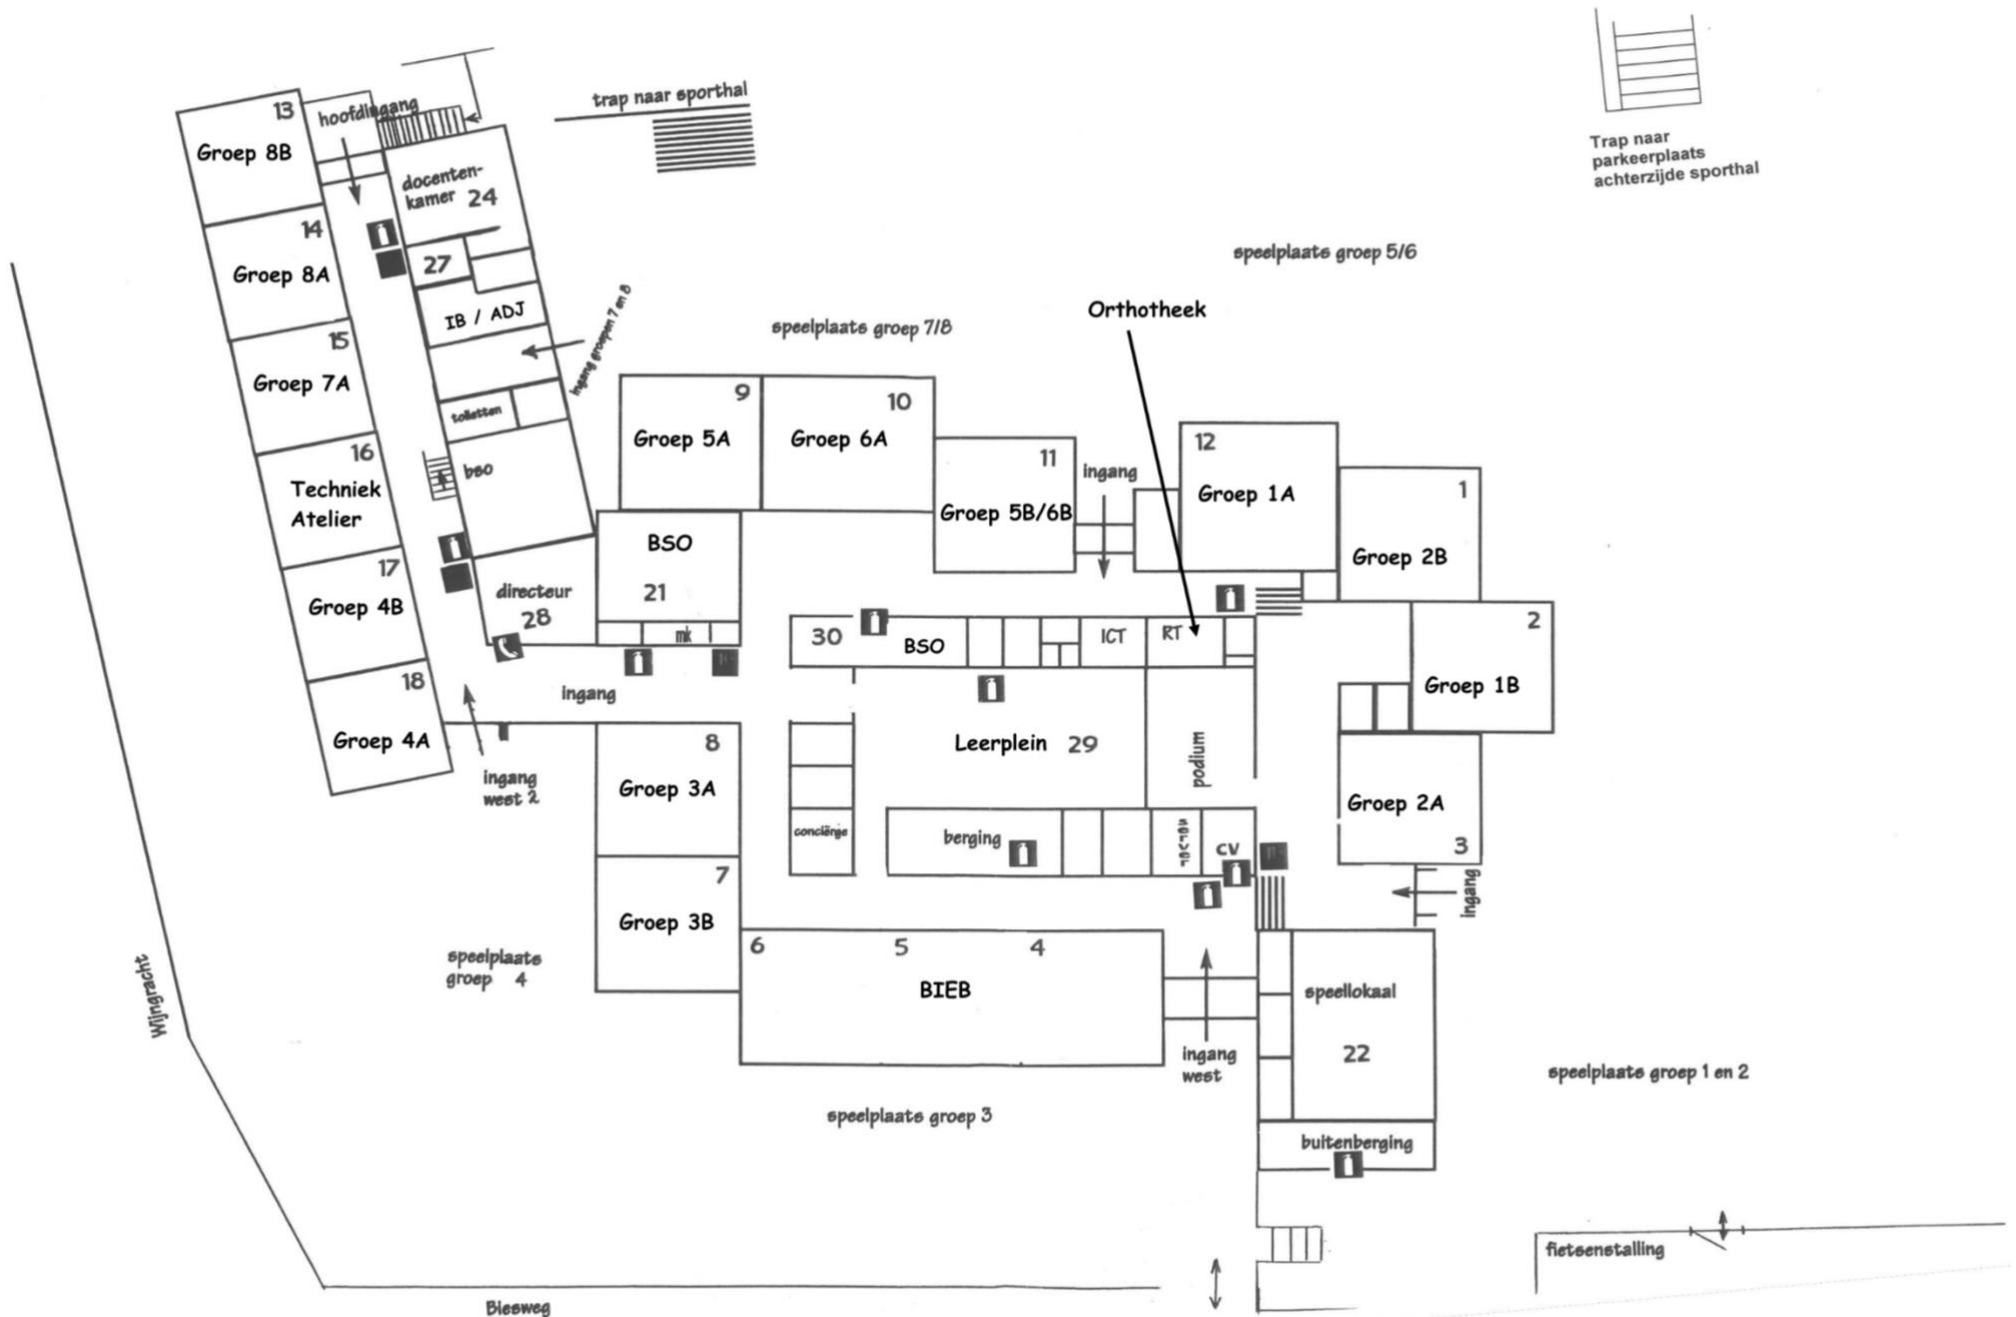 trap naar sporthal
Trap naar
parkeerplaats
achterzijde sporthal
hoofdingang
13
Groep 8B
docenten-
kamer 24
14
Groep 8A
27
IB / ADJ
ingang groepen 7 en 8
15
Groep 7A
toiletten
16
Techniek
Atelier
bso
17
Groep 4B
directeur
28
18
Groep 4A
ingang
west 2
ingang
speelplaats groep 7/8
speelplaats groep 5/6
Orthotheek
9
Groep 5A
10
Groep 6A
11
Groep 5B/6B
ingang
12
Groep 1A
1
Groep 2B
2
Groep 1B
Groep 2A
3
ingang
BSO
21
mk
30
BSO
ICT
RT
Leerplein 29
podium
8
Groep 3A
7
Groep 3B
conciërge
berging
server
CV
6
5
4
BIEB
ingang
west
speellokaal
22
buitenberging
speelplaats
groep 4
speelplaats groep 3
speelplaats groep 1 en 2
Wijngracht
Biesweg
fietsenstalling